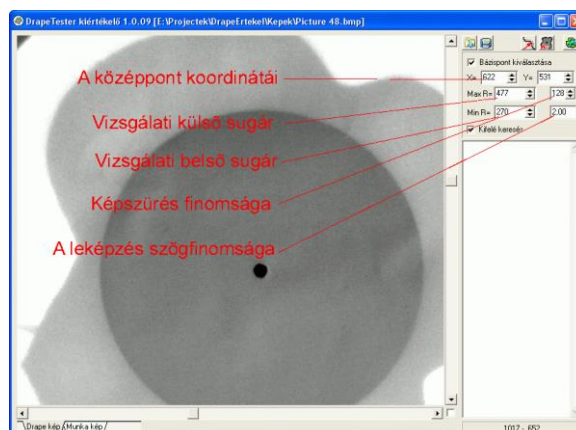 DrapeTester kiértékelő 1.0.09 [E:\Projectek\DrapeErtekel\Kepek\Picture 48.bmp]
Bázispont kiválasztása
A középpont koordinátái
X= 622 Y= 531
Vizsgálati külső sugár
Max R= 477 128
Vizsgálati belső sugár
Min R= 270 2.00
Kifelé keresés
Képszürés finomsága
A leképzés szögfinomsága
Drape kép Munka kép
1017 - 652